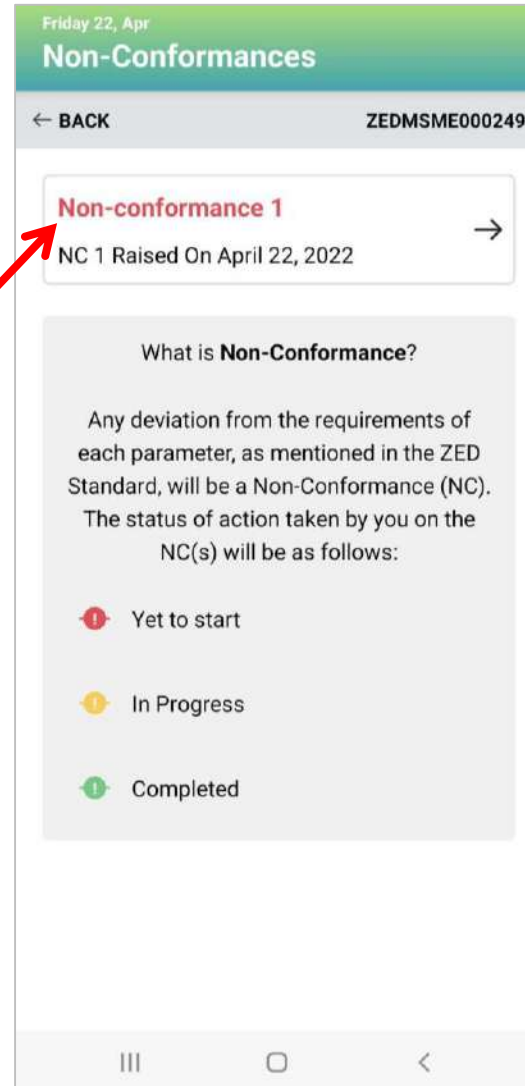 Friday 22, Apr
Non-Conformances
← BACK ZEDMSME000249
Non-conformance 1
NC 1 Raised On April 22, 2022
What is Non-Conformance?
Any deviation from the requirements of
each parameter, as mentioned in the ZED
Standard, will be a Non-Conformance (NC).
The status of action taken by you on the
NC(s) will be as follows:
Yet to start
In Progress
Completed